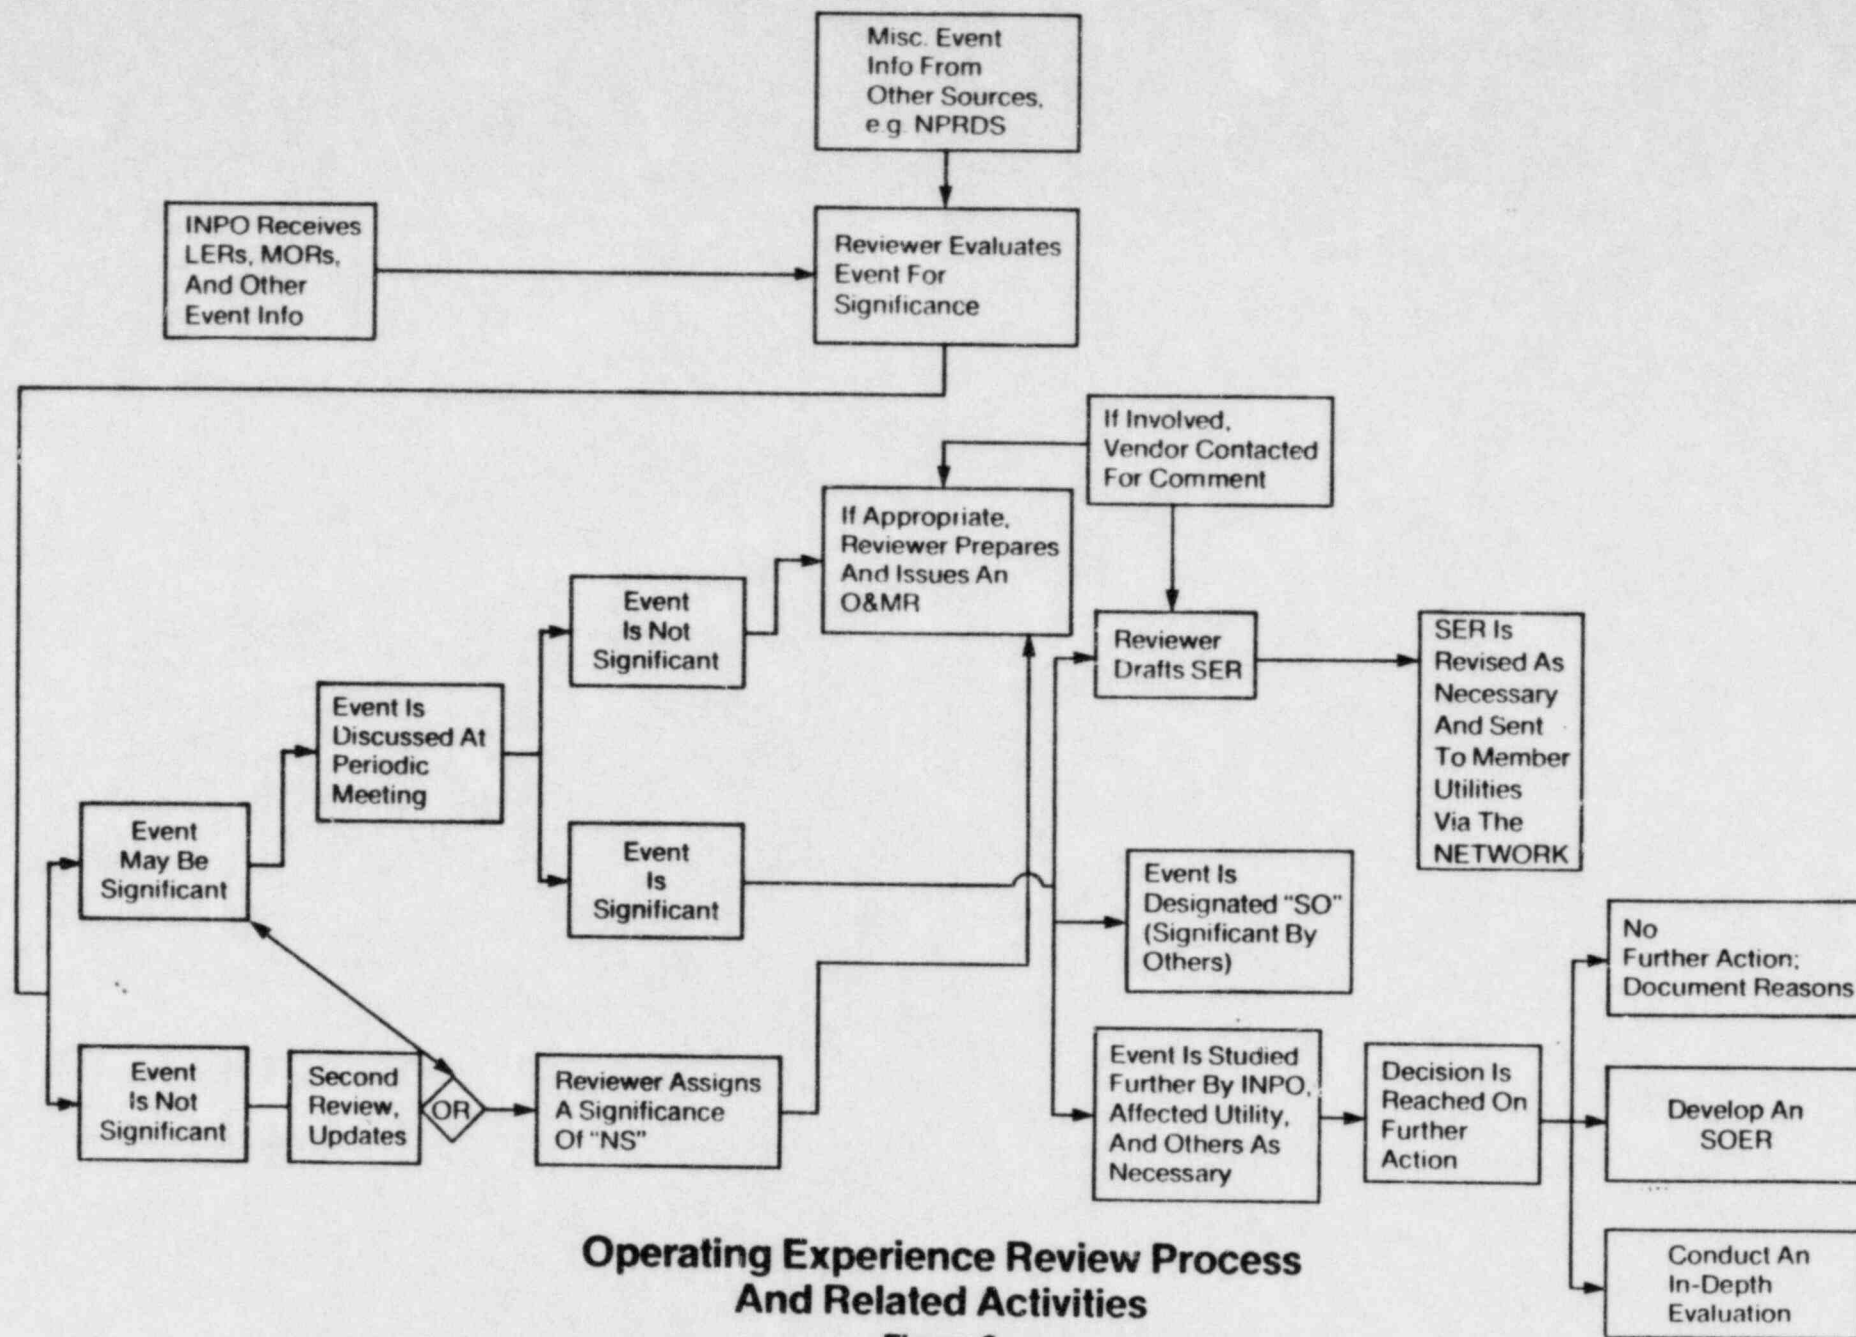 Misc. Event
Info From
Other Sources,
e.g. NPRDS
INPO Receives
LERs, MORs,
And Other
Event Info
Reviewer Evaluates
Event For
Significance
If Involved,
Vendor Contacted
For Comment
If Appropriate,
Reviewer Prepares
And Issues An
O&MR
Event
Is Not
Significant
Reviewer
Drafts SER
SER Is
Revised As
Necessary
And Sent
To Member
Utilities
Via The
NETWORK
Event Is
Discussed At
Periodic
Meeting
Event
May Be
Significant
Event
Is
Significant
Event Is
Designated “SO”
(Significant By
Others)
No
Further Action;
Document Reasons
Event
Is Not
Significant
Second
Review,
Updates
OR
Reviewer Assigns
A Significance
Of “NS”
Event Is Studied
Further By INPO,
Affected Utility,
And Others As
Necessary
Decision Is
Reached On
Further
Action
Develop An
SOER
Conduct An
In-Depth
Evaluation
Operating Experience Review Process
And Related Activities